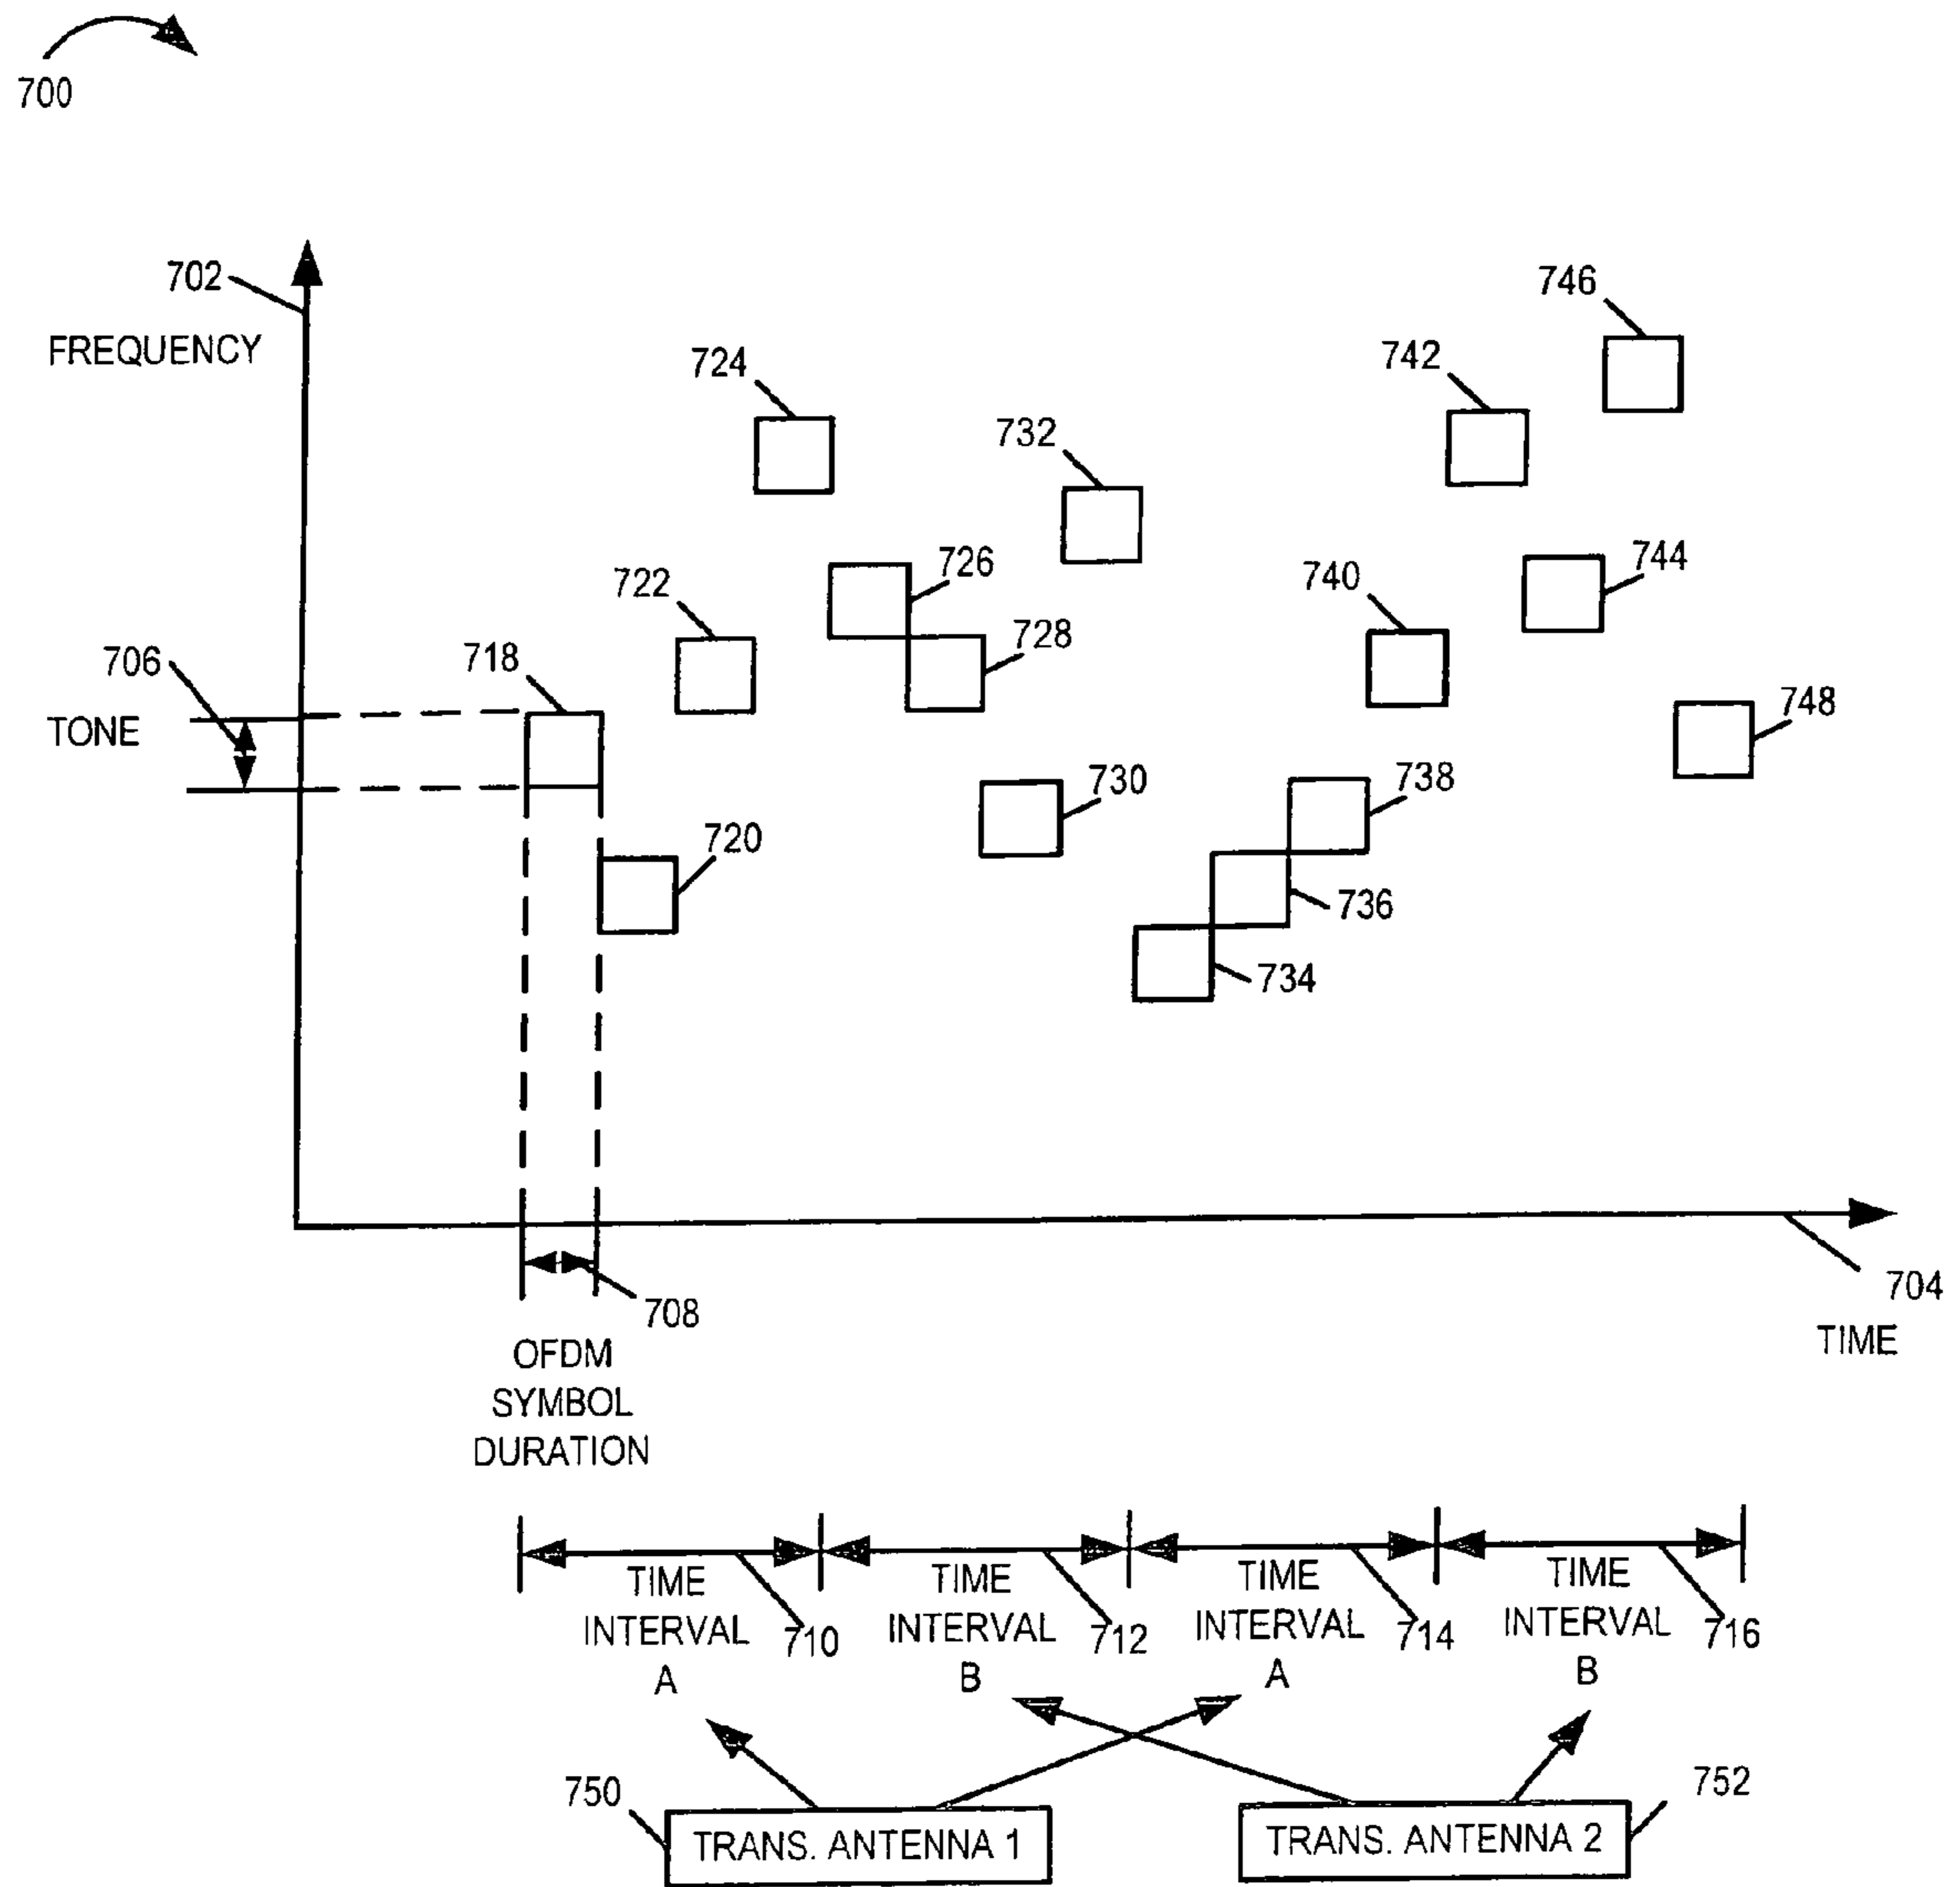 700
702
FREQUENCY
746
724
742
732
726
744
740
722
728
706
718
748
TONE
730
738
720
736
734
704
708
TIME
OFDM
SYMBOL
DURATION
TIME
INTERVAL
A
710
TIME
INTERVAL
B
712
TIME
INTERVAL
A
714
TIME
INTERVAL
B
716
750
TRANS. ANTENNA 1
752
TRANS. ANTENNA 2